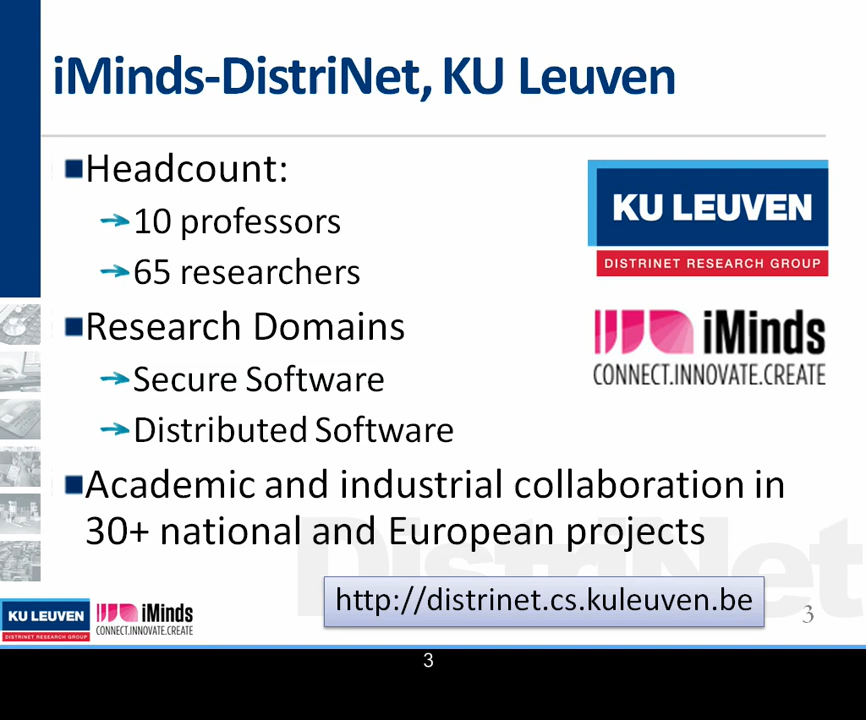 iMinds-DistriNet, KU Leuven
Headcount:
10 professors
65 researchers
Research Domains
Secure Software
Distributed Software
Academic and industrial collaboration in
30+ national and European projects
KU LEUVEN
DISTRINET RESEARCH GROUP
iMinds
CONNECT.INNOVATE.CREATE
DistriNet
http://distrinet.cs.kuleuven.be
KU LEUVEN
DISTRINET RESEARCH GROUP
iMinds
CONNECT.INNOVATE.CREATE
3
3